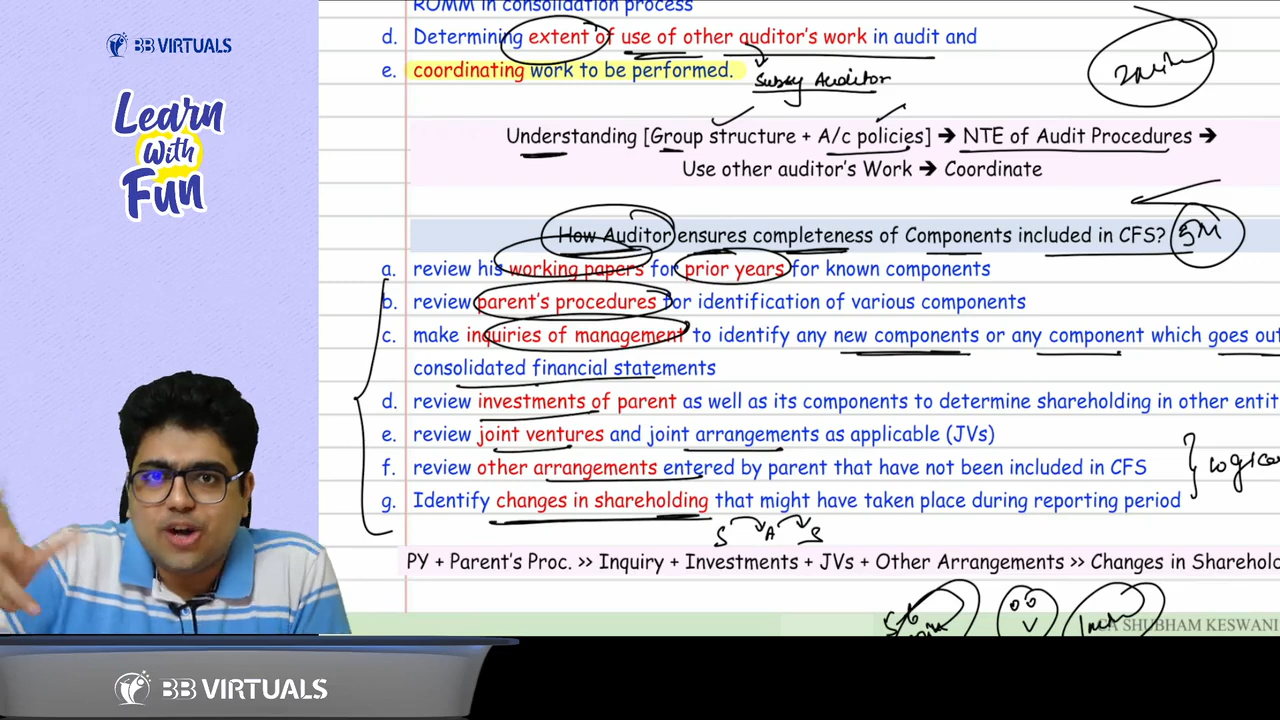 BB VIRTUALS
Learn
With
Fun
ROMM in consolidation process
d. Determining extent of use of other auditor's work in audit and
e. coordinating work to be performed.
Subsy Auditor
Understanding [Group structure + A/c policies] → NTE of Audit Procedures →
Use other auditor's Work → Coordinate
How Auditor ensures completeness of Components included in CFS?
5M
a. review his working papers for prior years for known components
b. review parent's procedures for identification of various components
c. make inquiries of management to identify any new components or any component which goes out
consolidated financial statements
d. review investments of parent as well as its components to determine shareholding in other entit
e. review joint ventures and joint arrangements as applicable (JVs)
f. review other arrangements entered by parent that have not been included in CFS
g. Identify changes in shareholding that might have taken place during reporting period
logical
S A S
PY + Parent's Proc. >> Inquiry + Investments + JVs + Other Arrangements >> Changes in Sharehold
SHUBHAM KESWANI
BB VIRTUALS